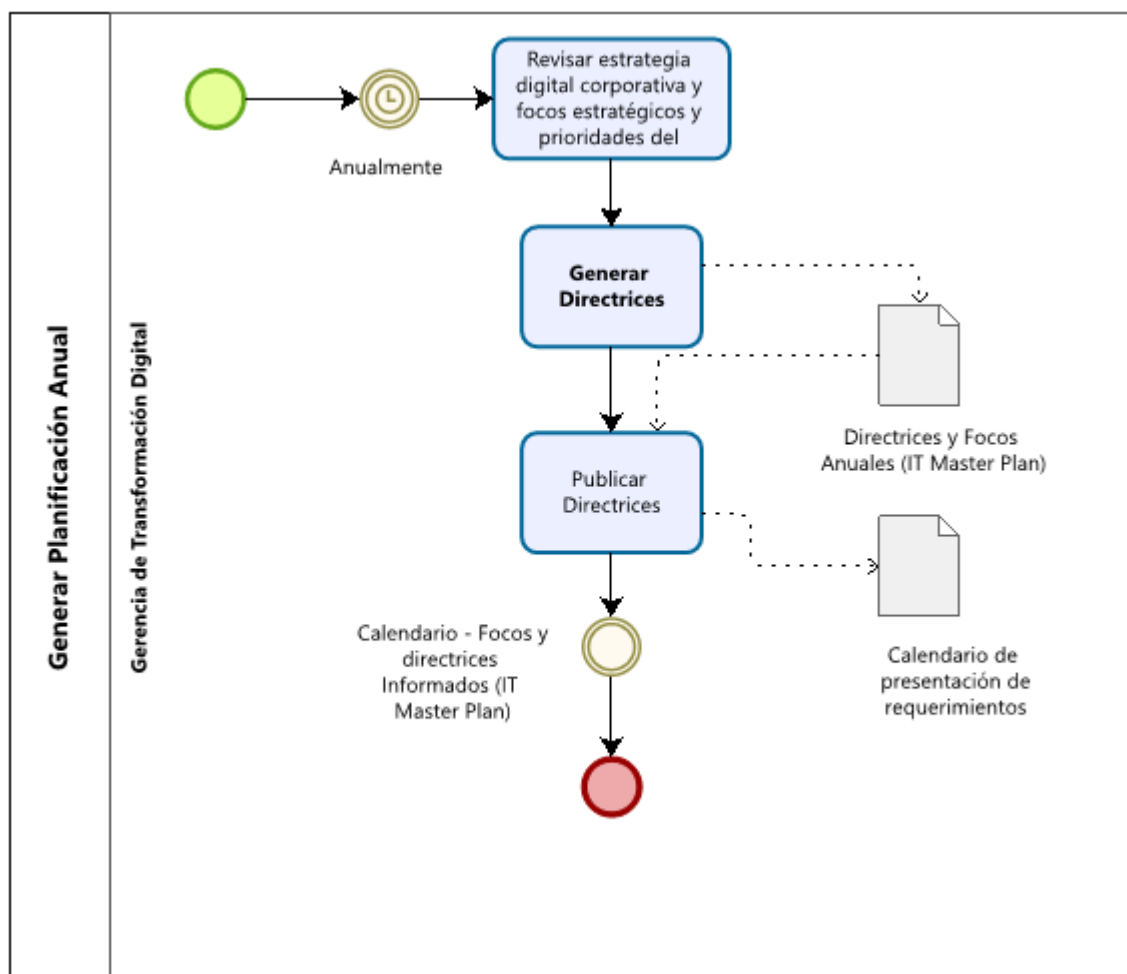 Generar Planificación Anual
Gerencia de Transformación Digital
Revisar estrategia
digital corporativa y
focos estratégicos y
prioridades del
Anualmente
Generar
Directrices
Directrices y Focos
Anuales (IT Master Plan)
Publicar
Directrices
Calendario - Focos y
directrices
Informados (IT
Master Plan)
Calendario de
presentación de
requerimientos